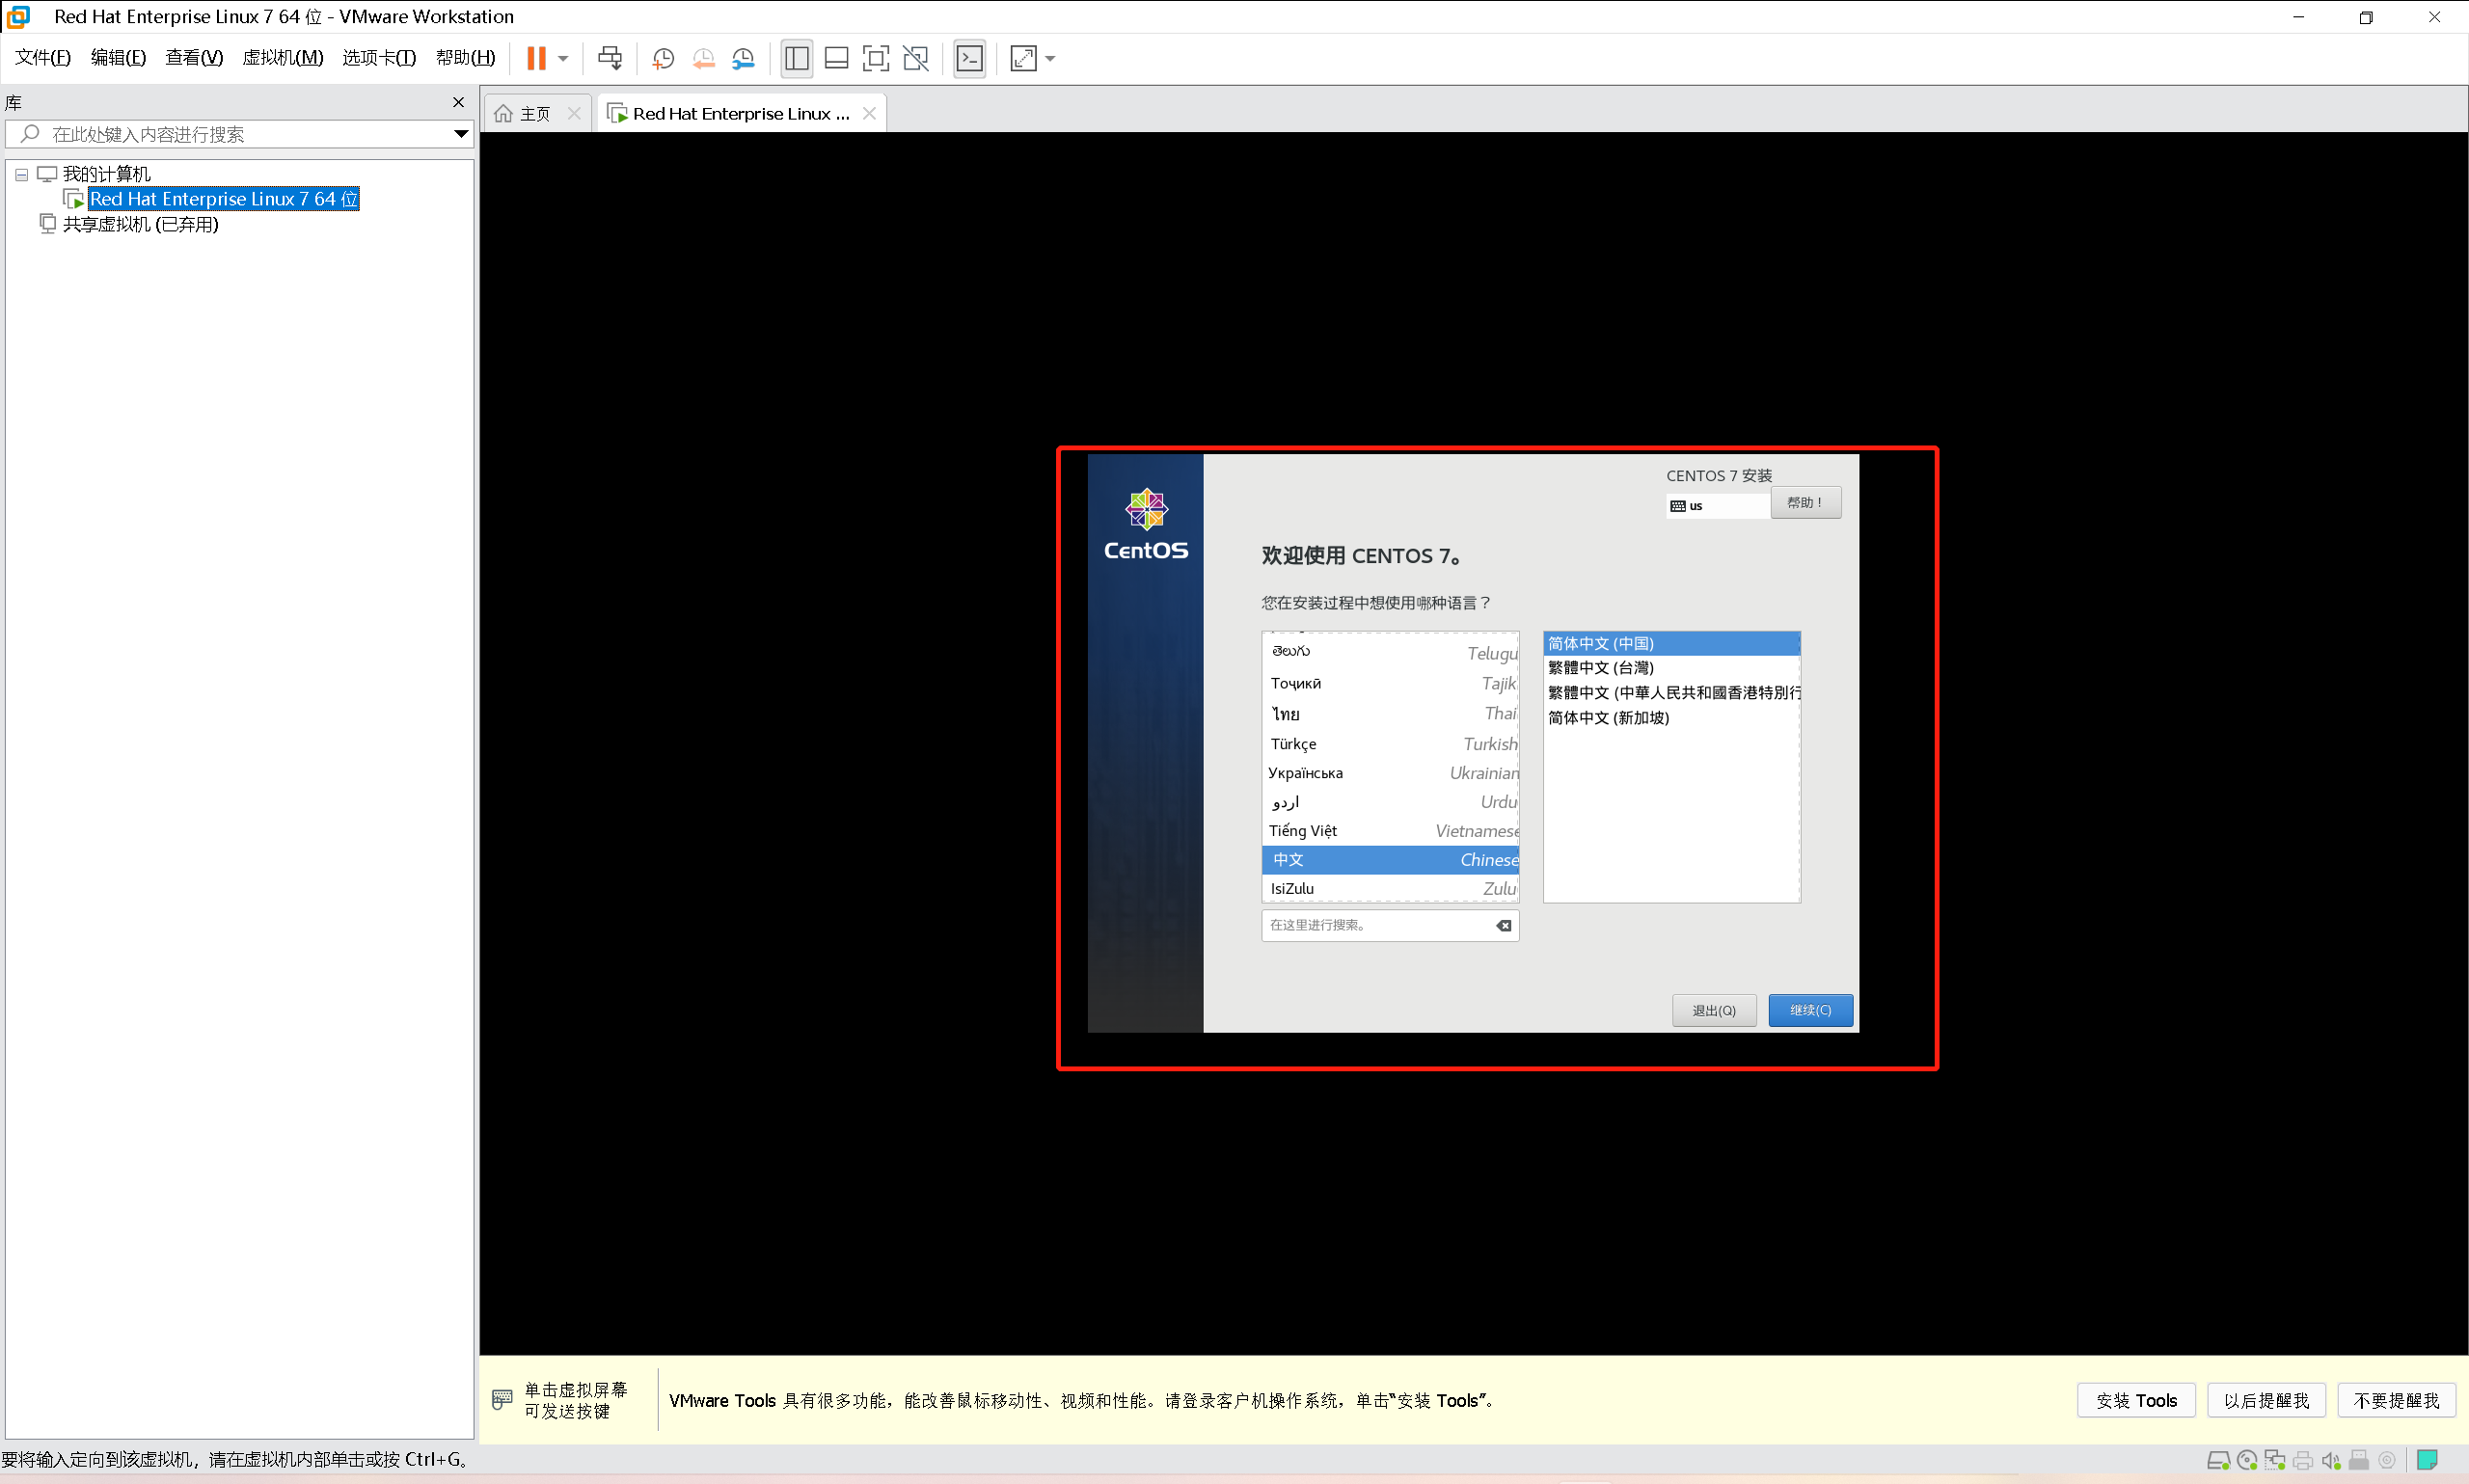 Red Hat Enterprise Linux 7 64 位 - VMware Workstation
文件(F) 编辑(E) 查看(V) 虚拟机(M) 选项卡(T) 帮助(H)
库
在此处键入内容进行搜索
我的计算机
Red Hat Enterprise Linux 7 64 位
共享虚拟机 (已弃用)
主页
Red Hat Enterprise Linux ...
CentOS
CENTOS 7 安装
us
帮助！
欢迎使用 CENTOS 7。
您在安装过程中想使用哪种语言？
తెలుగు Telugu
Тоҷикӣ Tajik
ไทย Thai
Türkçe Turkish
Українська Ukrainian
اردو Urdu
Tiếng Việt Vietnamese
中文 Chinese
IsiZulu Zulu
简体中文 (中国)
繁體中文 (台灣)
繁體中文 (中華人民共和國香港特別行
简体中文 (新加坡)
在这里进行搜索。
退出(Q)
继续(C)
单击虚拟屏幕
可发送按键
VMware Tools 具有很多功能，能改善鼠标移动性、视频和性能。请登录客户机操作系统，单击“安装 Tools”。
安装 Tools
以后提醒我
不要提醒我
要将输入定向到该虚拟机，请在虚拟机内部单击或按 Ctrl+G。